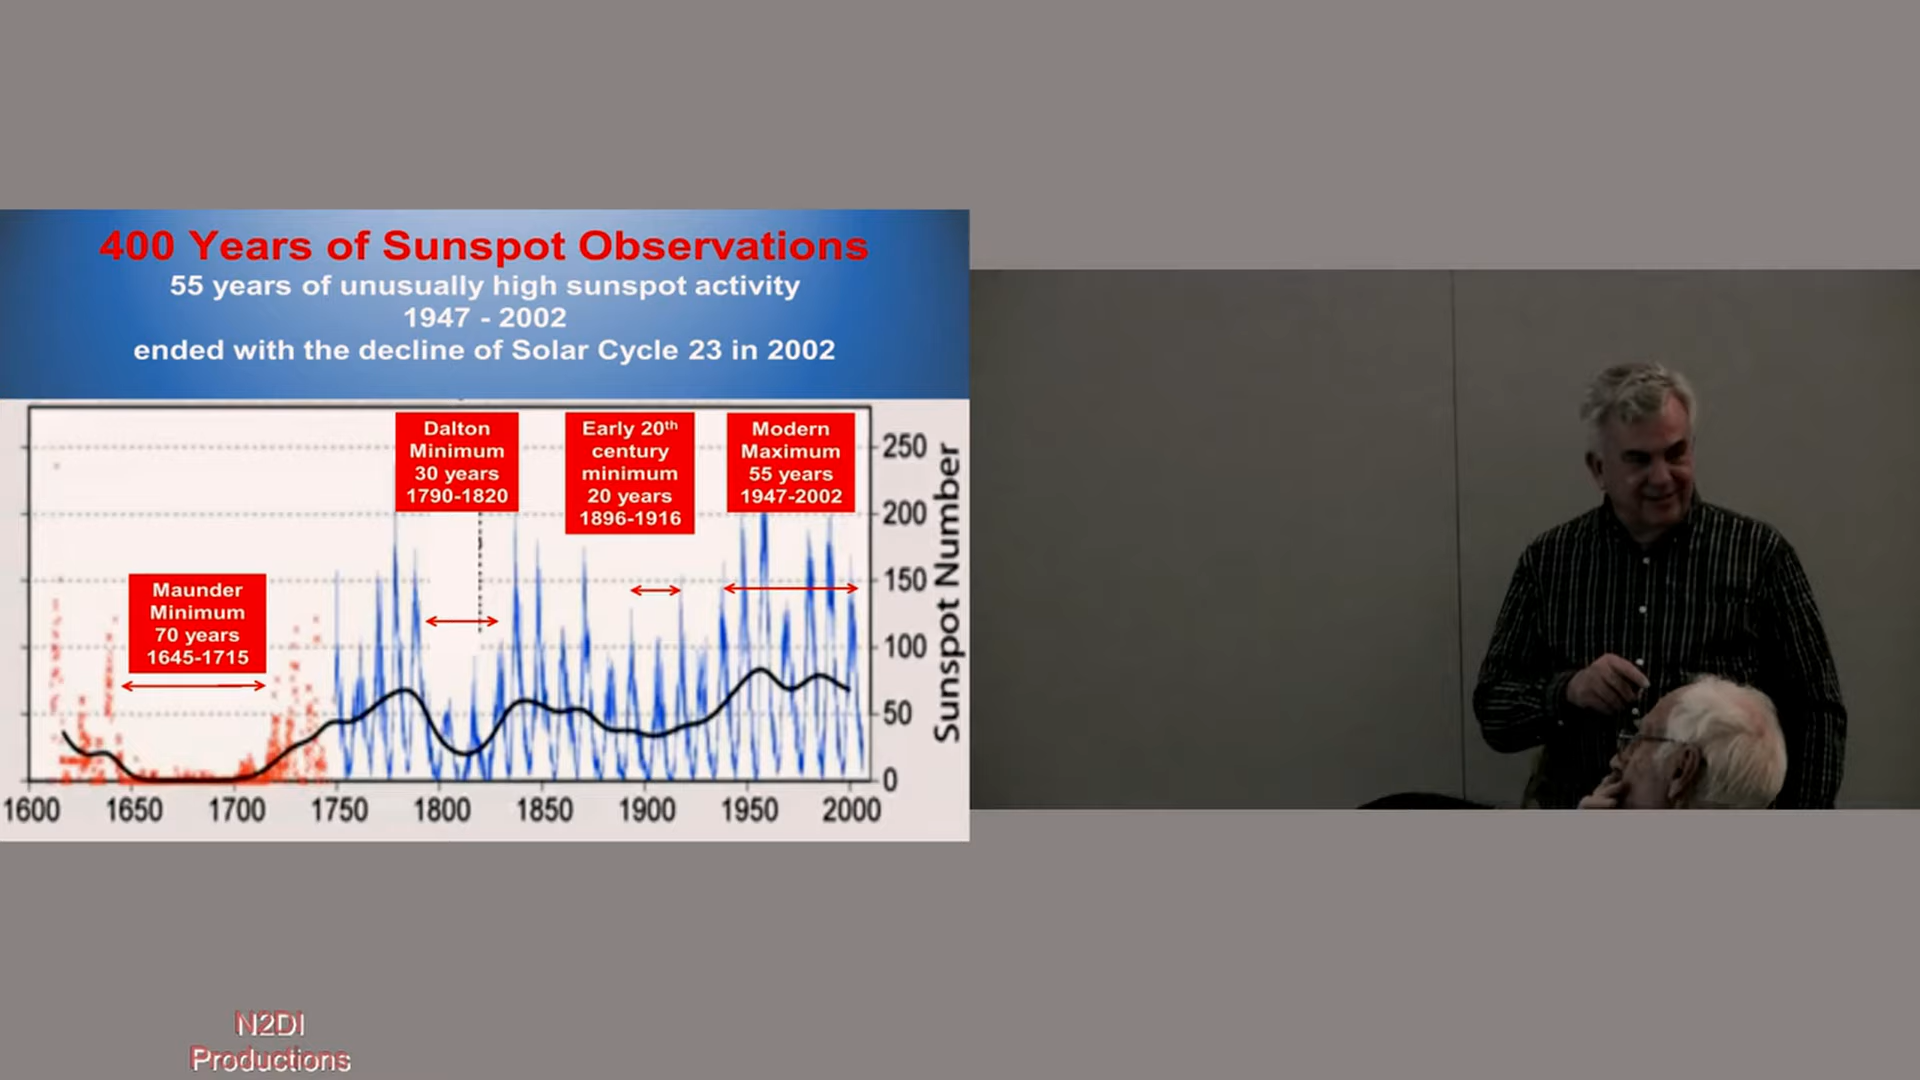 400 Years of Sunspot Observations
55 years of unusually high sunspot activity
1947 - 2002
ended with the decline of Solar Cycle 23 in 2002
Dalton
Minimum
30 years
1790-1820
Early 20th
century
minimum
20 years
1896-1916
Modern
Maximum
55 years
1947-2002
Maunder
Minimum
70 years
1645-1715
250
200
150
100
50
0
Sunspot Number
1600 1650 1700 1750 1800 1850 1900 1950 2000
N2DI
Productions